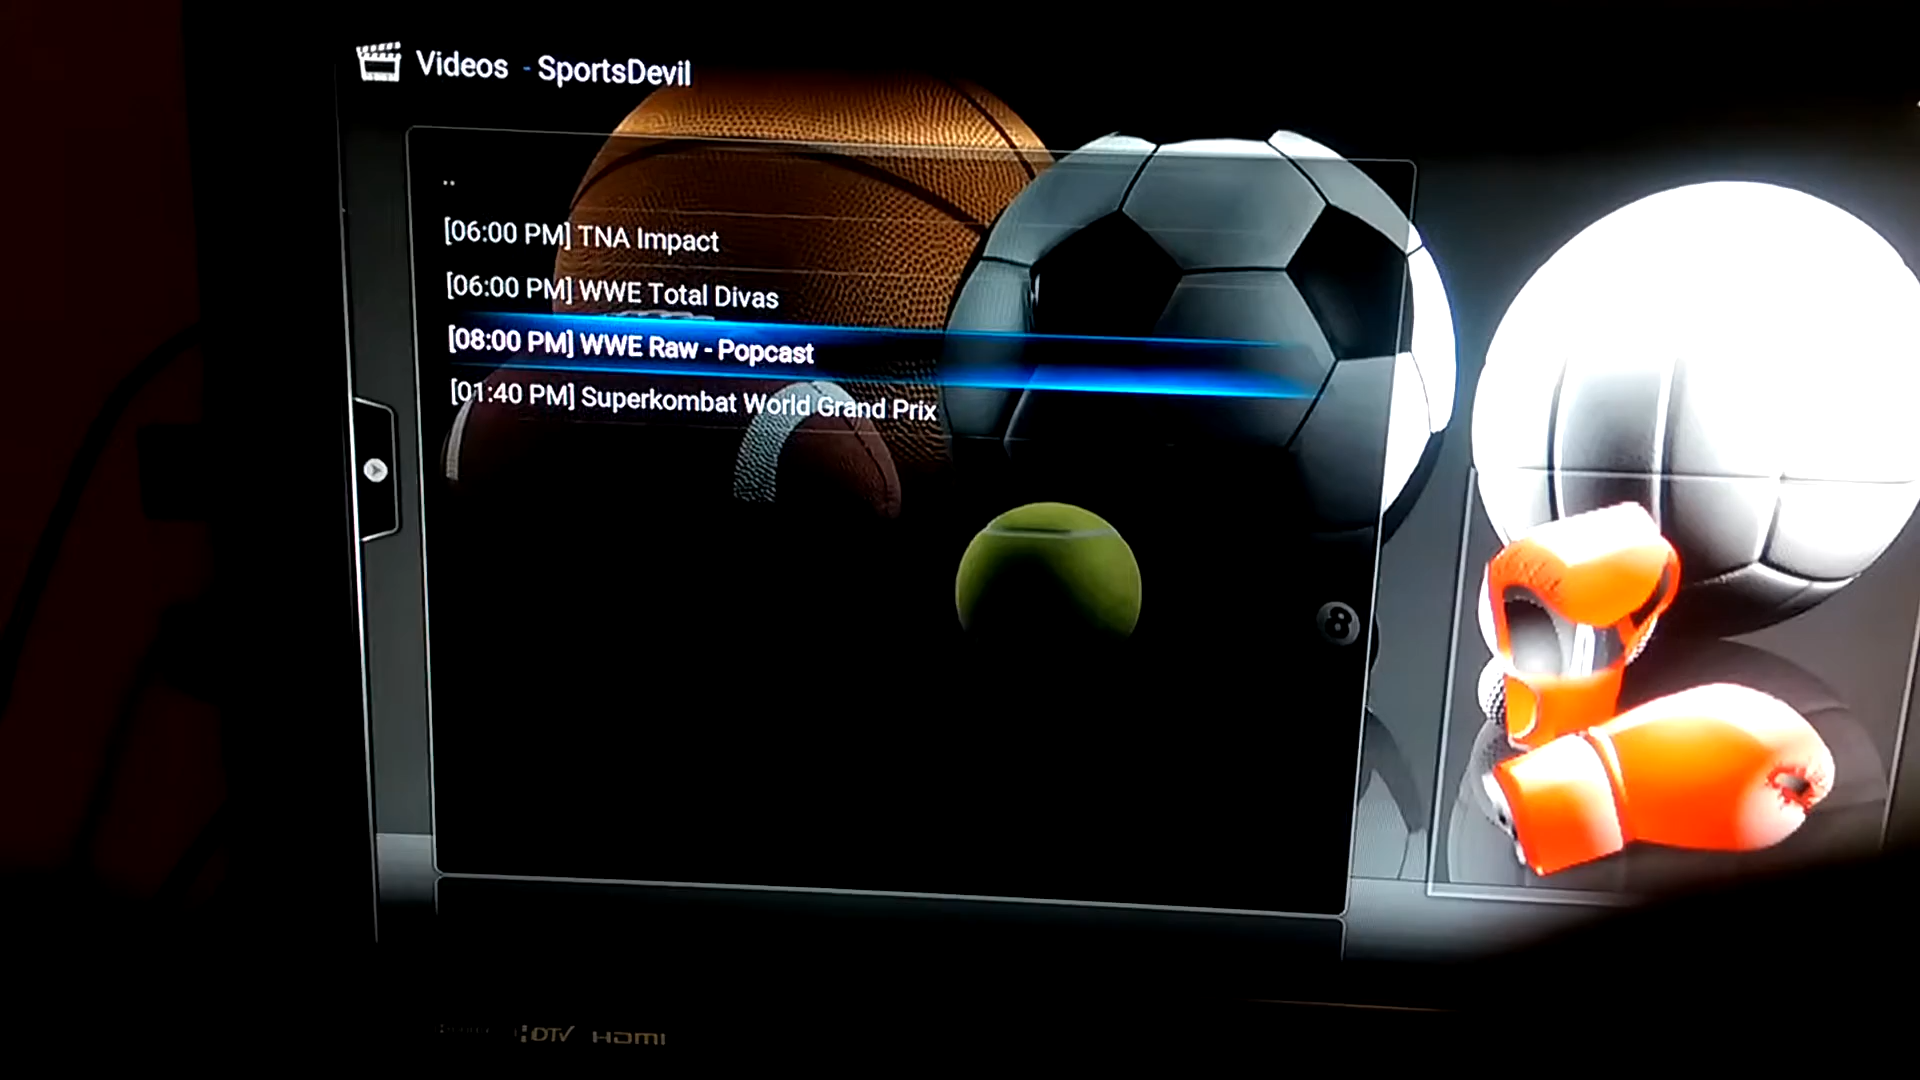 Videos - SportsDevil
..
[06:00 PM] TNA Impact
[06:00 PM] WWE Total Divas
[08:00 PM] WWE Raw - Popcast
[01:40 PM] Superkombat World Grand Prix
8
HDTV HDMI